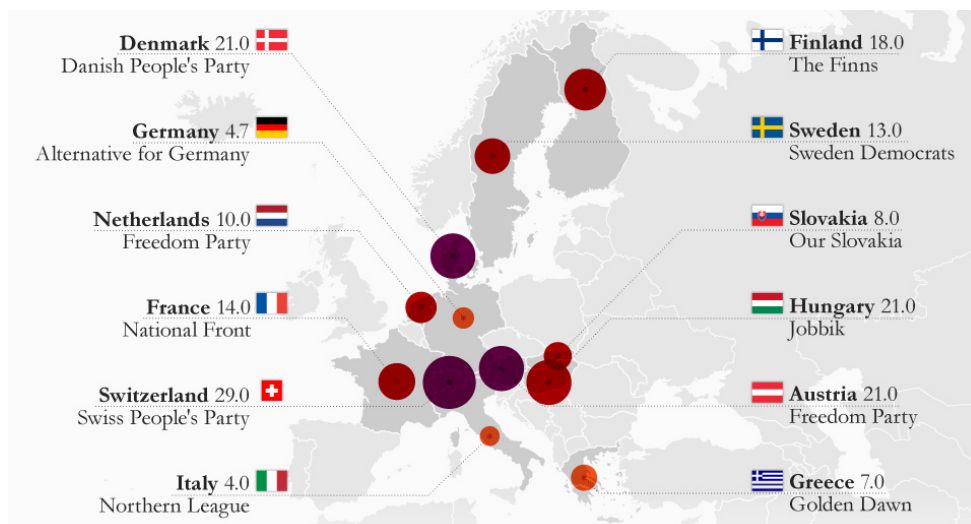 Denmark 21.0
Danish People's Party
Germany 4.7
Alternative for Germany
Netherlands 10.0
Freedom Party
France 14.0
National Front
Switzerland 29.0
Swiss People's Party
Italy 4.0
Northern League
Finland 18.0
The Finns
Sweden 13.0
Sweden Democrats
Slovakia 8.0
Our Slovakia
Hungary 21.0
Jobbik
Austria 21.0
Freedom Party
Greece 7.0
Golden Dawn